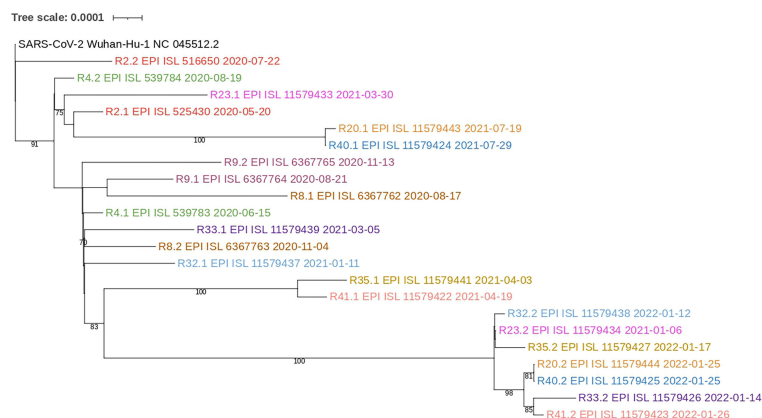 Tree scale: 0.0001
SARS-CoV-2 Wuhan-Hu-1 NC 045512.2
R2.2 EPI ISL 516650 2020-07-22
R4.2 EPI ISL 539784 2020-08-19
R23.1 EPI ISL 11579433 2021-03-30
75
R2.1 EPI ISL 525430 2020-05-20
R20.1 EPI ISL 11579443 2021-07-19
100
91
R40.1 EPI ISL 11579424 2021-07-29
R9.2 EPI ISL 6367765 2020-11-13
R9.1 EPI ISL 6367764 2020-08-21
R8.1 EPI ISL 6367762 2020-08-17
R4.1 EPI ISL 539783 2020-06-15
R33.1 EPI ISL 11579439 2021-03-05
70
R8.2 EPI ISL 6367763 2020-11-04
R32.1 EPI ISL 11579437 2021-01-11
R35.1 EPI ISL 11579441 2021-04-03
100
R41.1 EPI ISL 11579422 2021-04-19
R32.2 EPI ISL 11579438 2022-01-12
83
R23.2 EPI ISL 11579434 2021-01-06
R35.2 EPI ISL 11579427 2022-01-17
100
R20.2 EPI ISL 11579444 2022-01-25
81
R40.2 EPI ISL 11579425 2022-01-25
98
R33.2 EPI ISL 11579426 2022-01-14
85
R41.2 EPI ISL 11579423 2022-01-26